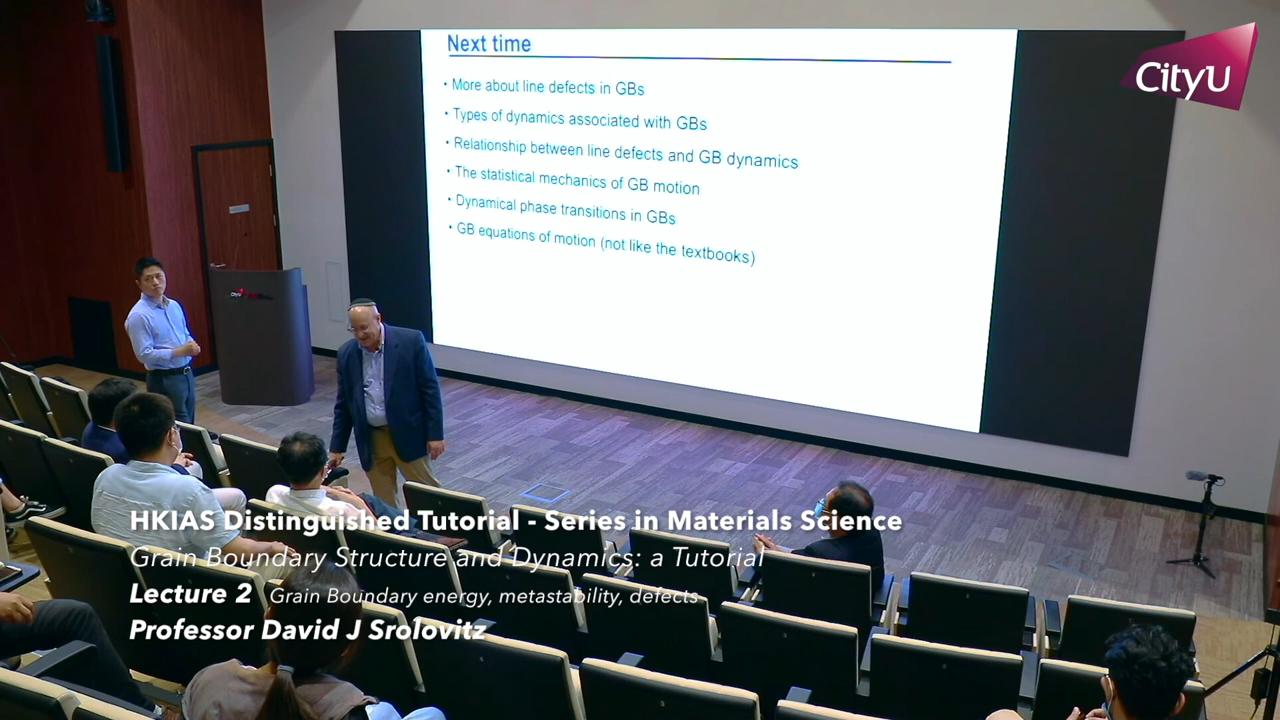 Next time
• More about line defects in GBs
• Types of dynamics associated with GBs
• Relationship between line defects and GB dynamics
• The statistical mechanics of GB motion
• Dynamical phase transitions in GBs
• GB equations of motion (not like the textbooks)
CityU
CityU
HKIAS Distinguished Tutorial - Series in Materials Science
Grain Boundary Structure and Dynamics: a Tutorial
Lecture 2 Grain Boundary energy, metastability, defects
Professor David J Srolovitz